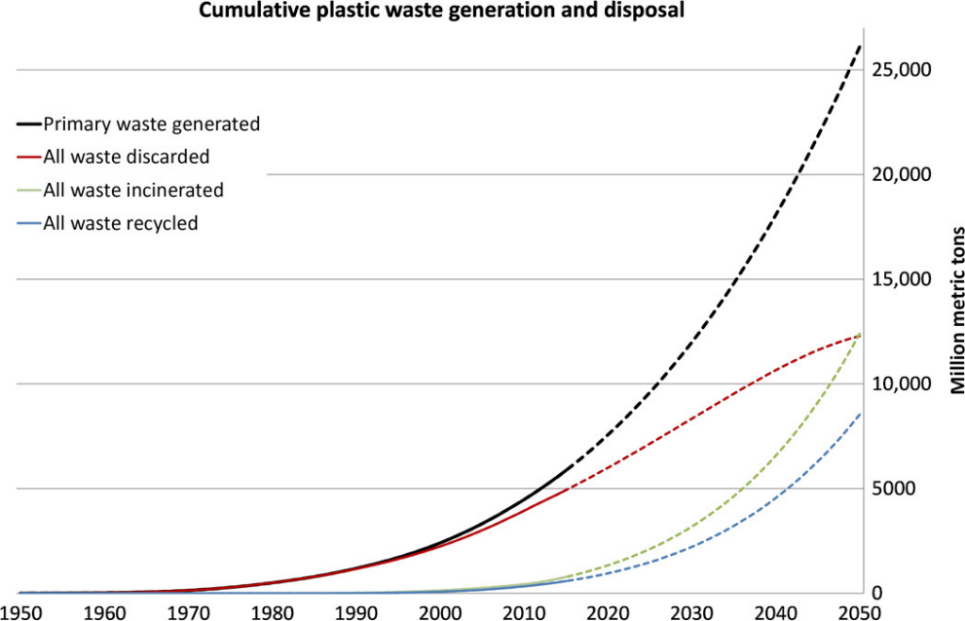 Cumulative plastic waste generation and disposal
25,000
Primary waste generated
All waste discarded
20,000
All waste incinerated
All waste recycled
15,000
Million metric tons
10,000
5000
0
1950 1960 1970 1980 1990 2000 2010 2020 2030 2040 2050